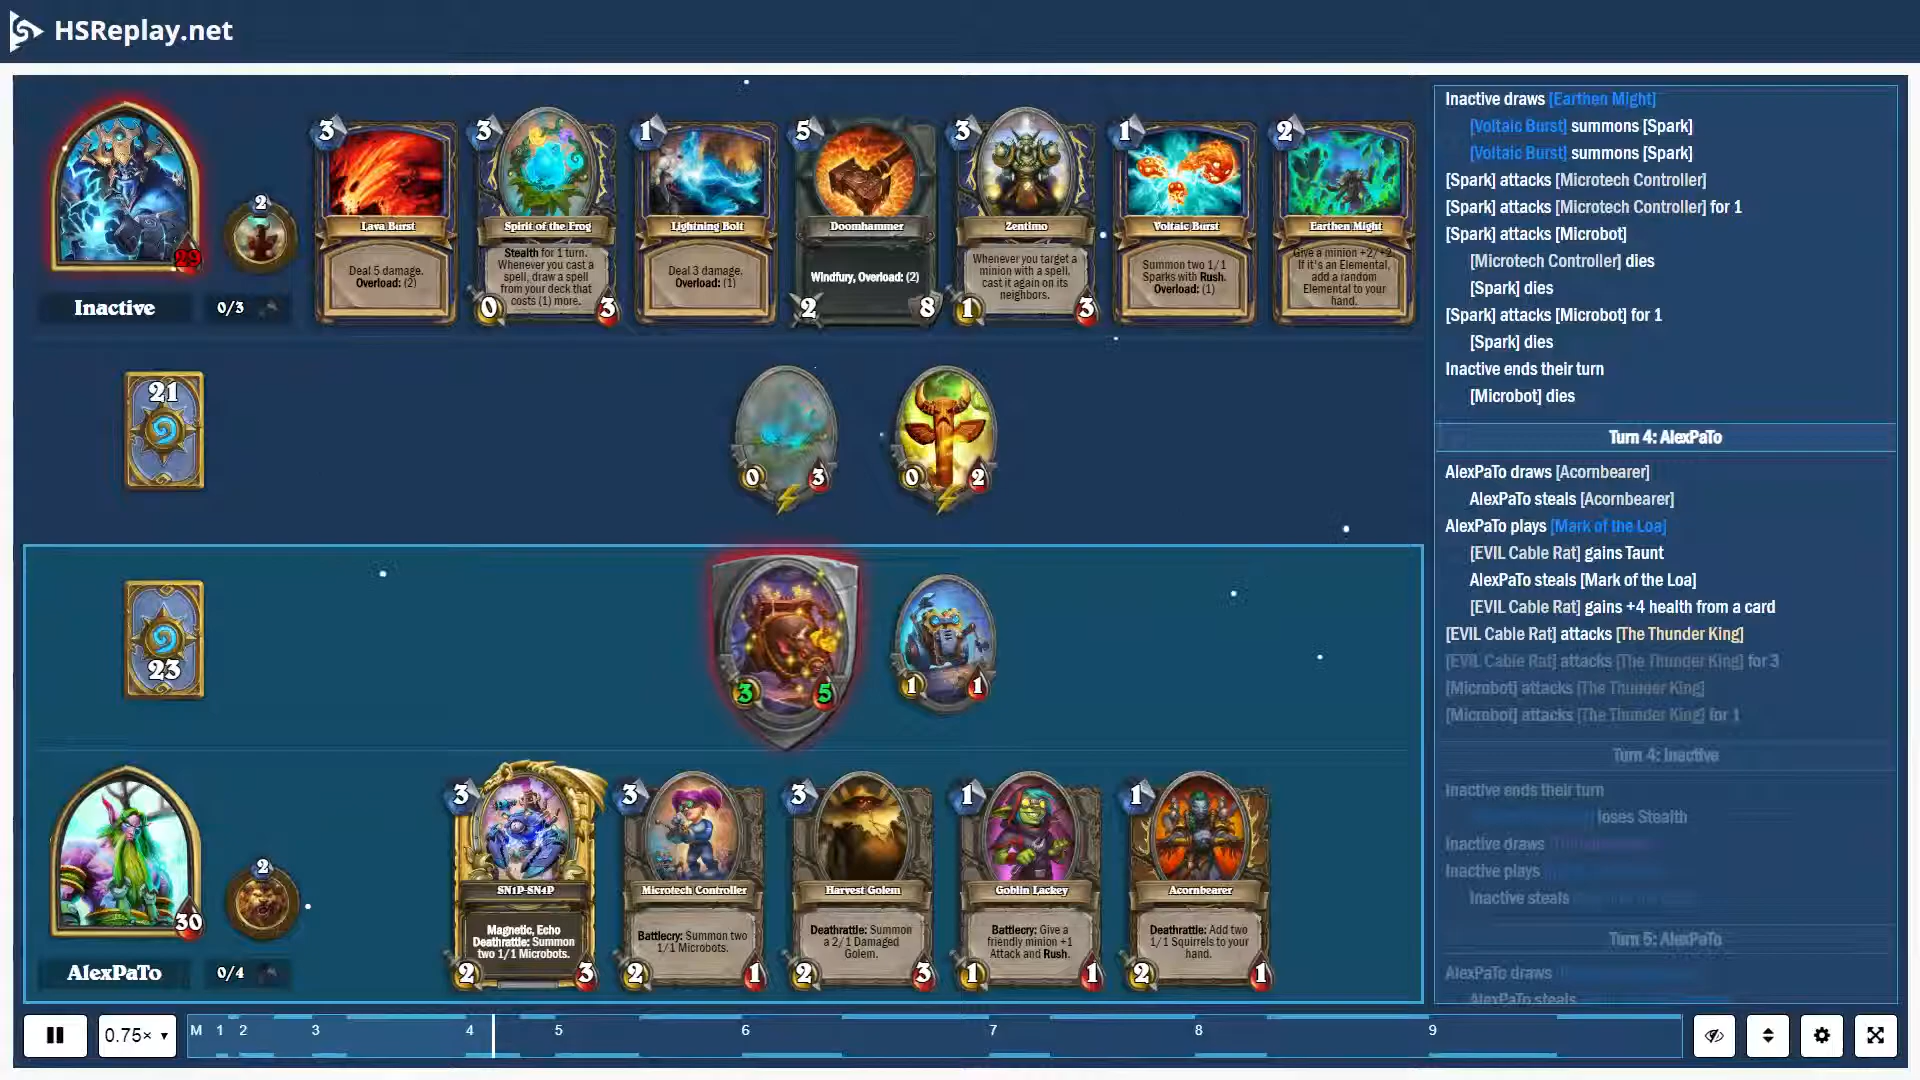 HSReplay.net
3
3
1
5
3
1
2
29
2
Lava Burst
Spirit of the Frog
Lightning Bolt
Doomhammer
Zentimo
Voltaic Burst
Earthen Might
Deal 5 damage.
Overload: (2)
Stealth for 1 turn.
Whenever you cast a
spell, draw a spell
from your deck that
costs (1) more.
Deal 3 damage.
Overload: (1)
Windfury, Overload: (2)
Whenever you target a
minion with a spell,
cast it again on its
neighbors.
Summon two 1/1
Sparks with Rush.
Overload: (1)
Give a minion +2/+2.
If it's an Elemental,
add a random
Elemental to your
hand.
0
3
2
8
1
3
Inactive
0/3
21
0
3
0
2
23
3
5
1
1
30
2
AlexPaTo
0/4
3
3
3
1
1
SN1P-SN4P
Microtech Controller
Harvest Golem
Goblin Lackey
Acornbearer
Magnetic, Echo
Deathrattle: Summon
two 1/1 Microbots.
Battlecry: Summon two
1/1 Microbots.
Deathrattle: Summon
a 2/1 Damaged
Golem.
Battlecry: Give a
friendly minion +1
Attack and Rush.
Deathrattle: Add two
1/1 Squirrels to your
hand.
2
3
2
1
2
3
1
1
2
1
Inactive draws [Earthen Might]
[Voltaic Burst] summons [Spark]
[Voltaic Burst] summons [Spark]
[Spark] attacks [Microtech Controller]
[Spark] attacks [Microtech Controller] for 1
[Spark] attacks [Microbot]
[Microtech Controller] dies
[Spark] dies
[Spark] attacks [Microbot] for 1
[Spark] dies
Inactive ends their turn
[Microbot] dies
Turn 4: AlexPaTo
AlexPaTo draws [Acornbearer]
AlexPaTo steals [Acornbearer]
AlexPaTo plays [Mark of the Loa]
[EVIL Cable Rat] gains Taunt
AlexPaTo steals [Mark of the Loa]
[EVIL Cable Rat] gains +4 health from a card
[EVIL Cable Rat] attacks [The Thunder King]
[EVIL Cable Rat] attacks [The Thunder King] for 3
[Microbot] attacks [The Thunder King]
[Microbot] attacks [The Thunder King] for 1
Turn 4: Inactive
Inactive ends their turn
loses Stealth
Inactive draws
Inactive plays
Inactive steals
Turn 5: AlexPaTo
AlexPaTo draws
AlexPaTo steals
0.75×
M 1 2 3 4 5 6 7 8 9